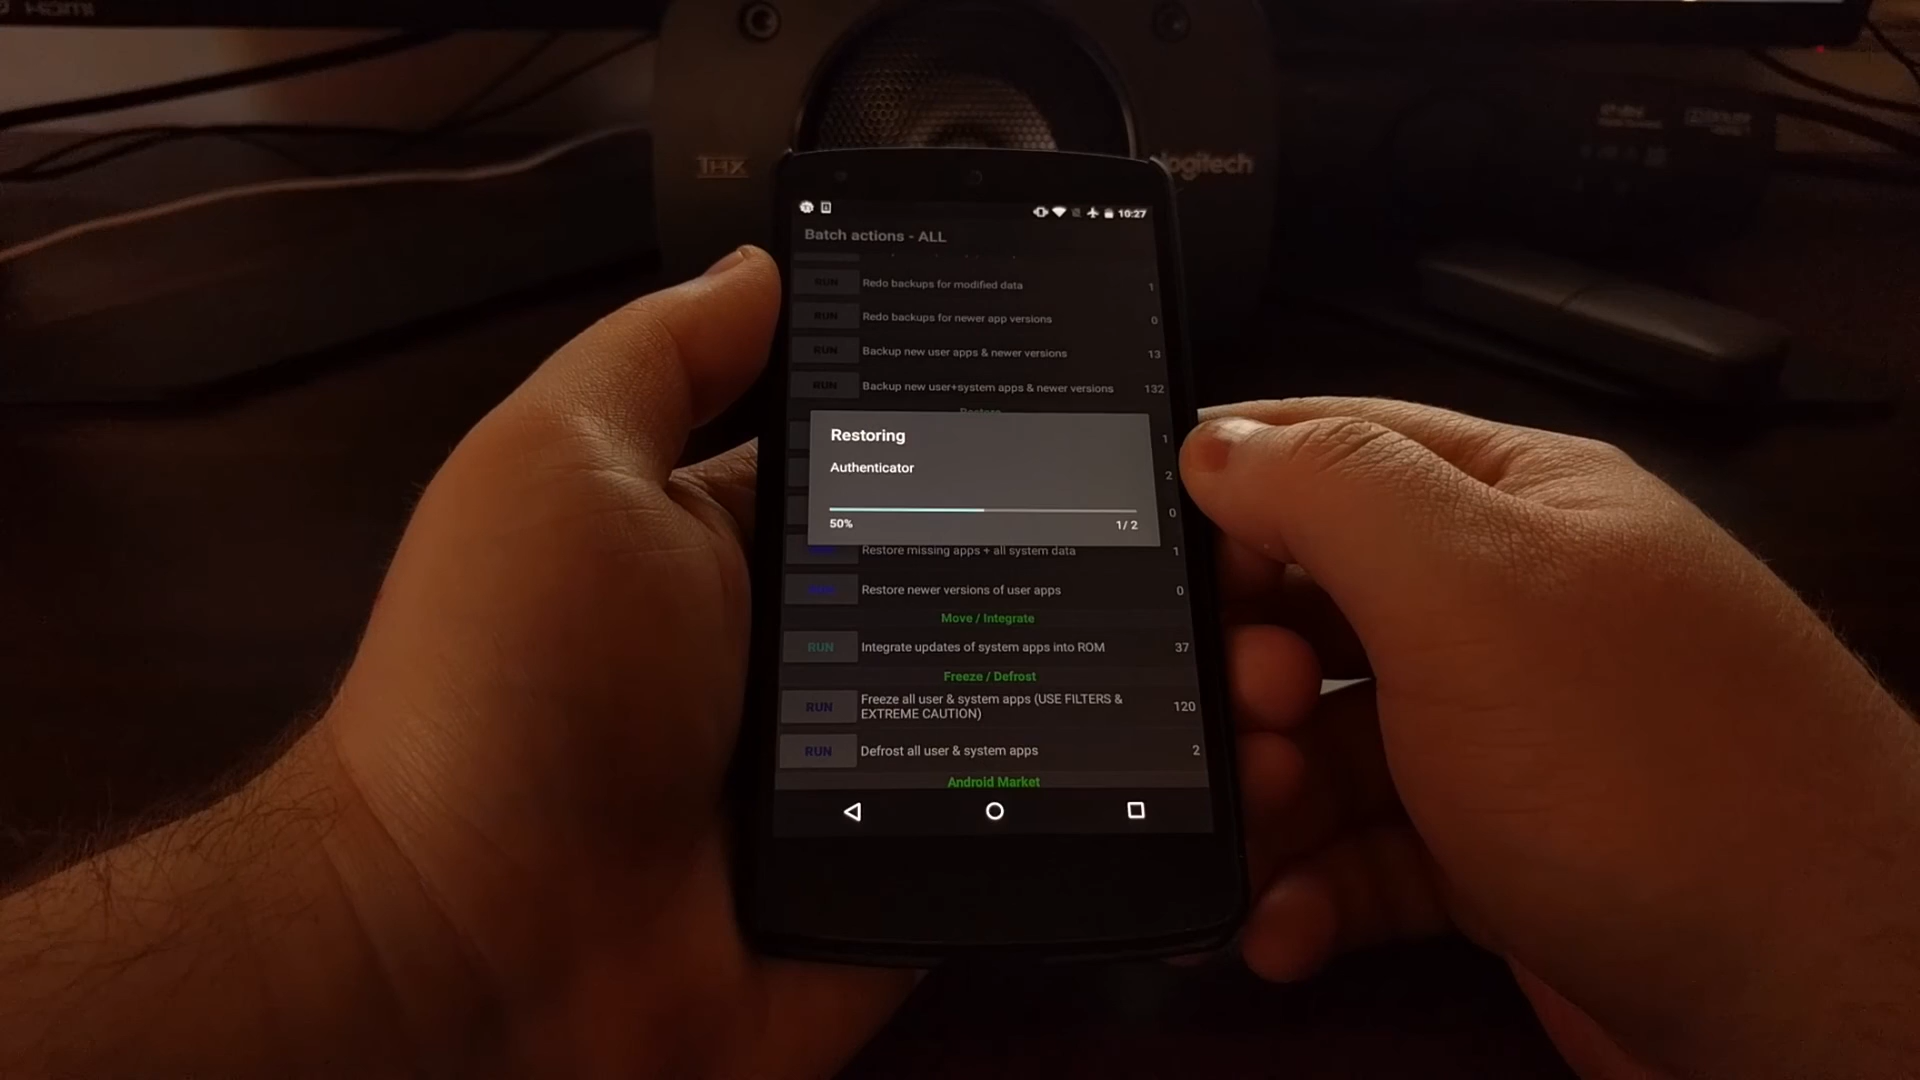 HDMI
THX
logitech
10:27
Batch actions - ALL
RUN Redo backups for modified data 1
RUN Redo backups for newer app versions 0
RUN Backup new user apps & newer versions 13
RUN Backup new user+system apps & newer versions 132
Restore
1
Restoring
Authenticator
2
0
50% 1/ 2
Restore missing apps + all system data 1
RUN Restore newer versions of user apps 0
Move / Integrate
RUN Integrate updates of system apps into ROM 37
Freeze / Defrost
RUN Freeze all user & system apps (USE FILTERS &
EXTREME CAUTION) 120
RUN Defrost all user & system apps 2
Android Market